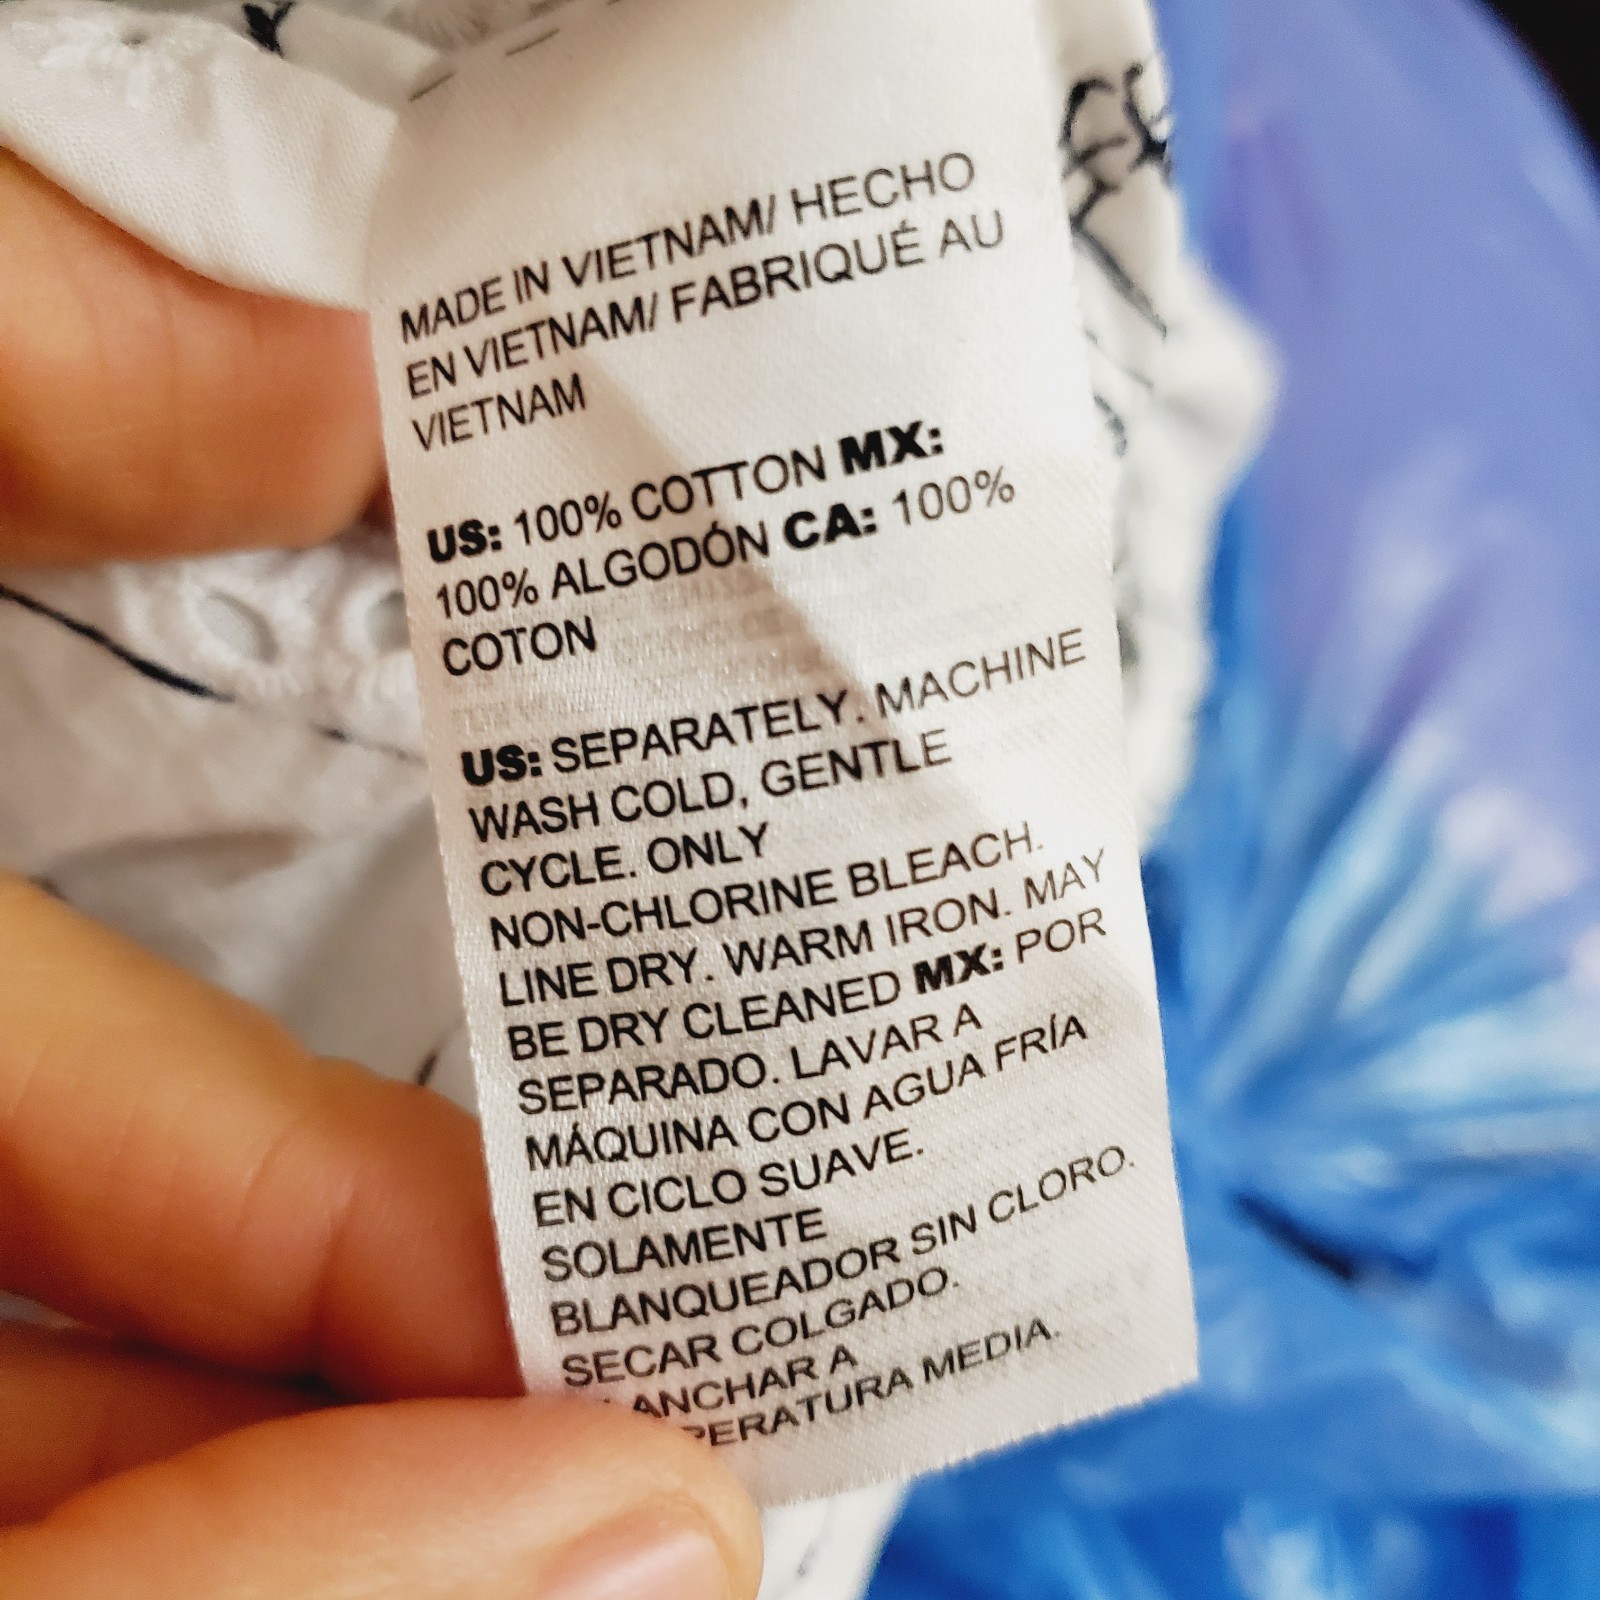 MADE IN VIETNAM/ HECHO
EN VIETNAM/ FABRIQUÉ AU
VIETNAM
US: 100% COTTON MX:
100% ALGODÓN CA: 100%
COTON
US: SEPARATELY. MACHINE
WASH COLD, GENTLE
CYCLE. ONLY
NON-CHLORINE BLEACH.
LINE DRY. WARM IRON. MAY
BE DRY CLEANED MX: POR
SEPARADO. LAVAR A
MÁQUINA CON AGUA FRÍA
EN CICLO SUAVE.
SOLAMENTE
BLANQUEADOR SIN CLORO.
SECAR COLGADO.
LANCHAR A
PERATURA MEDIA.